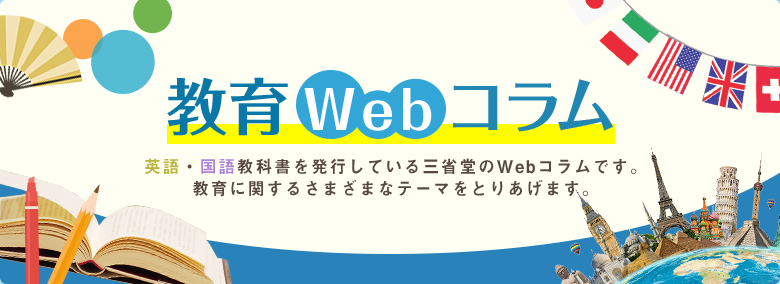 教育Webコラム
英語・国語教科書を発行している三省堂のWebコラムです。
教育に関するさまざまなテーマをとりあげます。